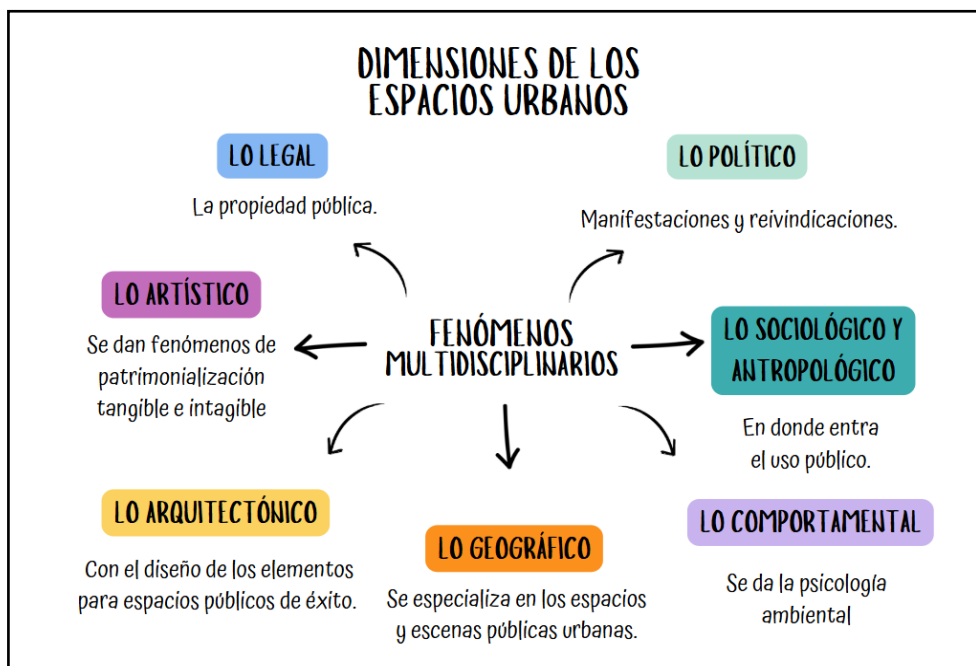 DIMENSIONES DE LOS
ESPACIOS URBANOS
LO LEGAL
La propiedad pública.
LO POLÍTICO
Manifestaciones y reivindicaciones.
LO ARTÍSTICO
Se dan fenómenos de
patrimonialización
tangible e intagible
FENÓMENOS
MULTIDISCIPLINARIOS
LO SOCIOLÓGICO Y
ANTROPOLÓGICO
En donde entra
el uso público.
LO ARQUITECTÓNICO
Con el diseño de los elementos
para espacios públicos de éxito.
LO GEOGRÁFICO
Se especializa en los espacios
y escenas públicas urbanas.
LO COMPORTAMENTAL
Se da la psicología
ambiental